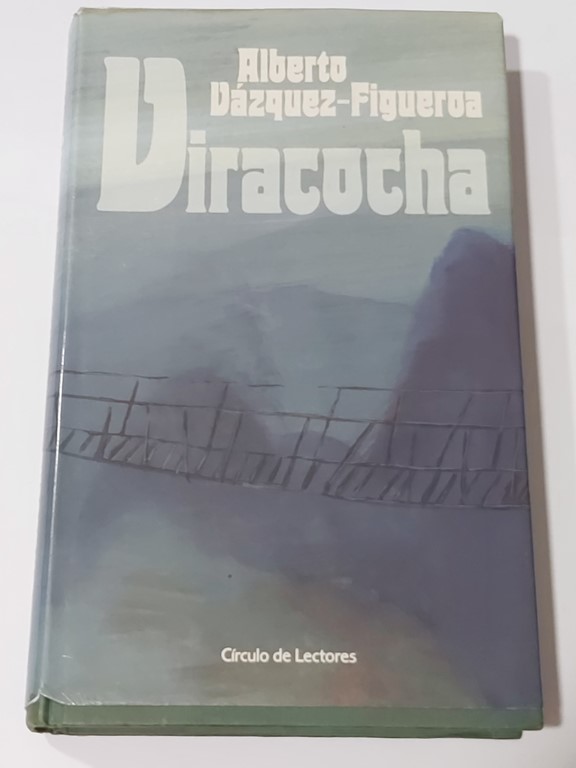 Alberto
Vázquez-Figueroa
Viracocha
Círculo de Lectores